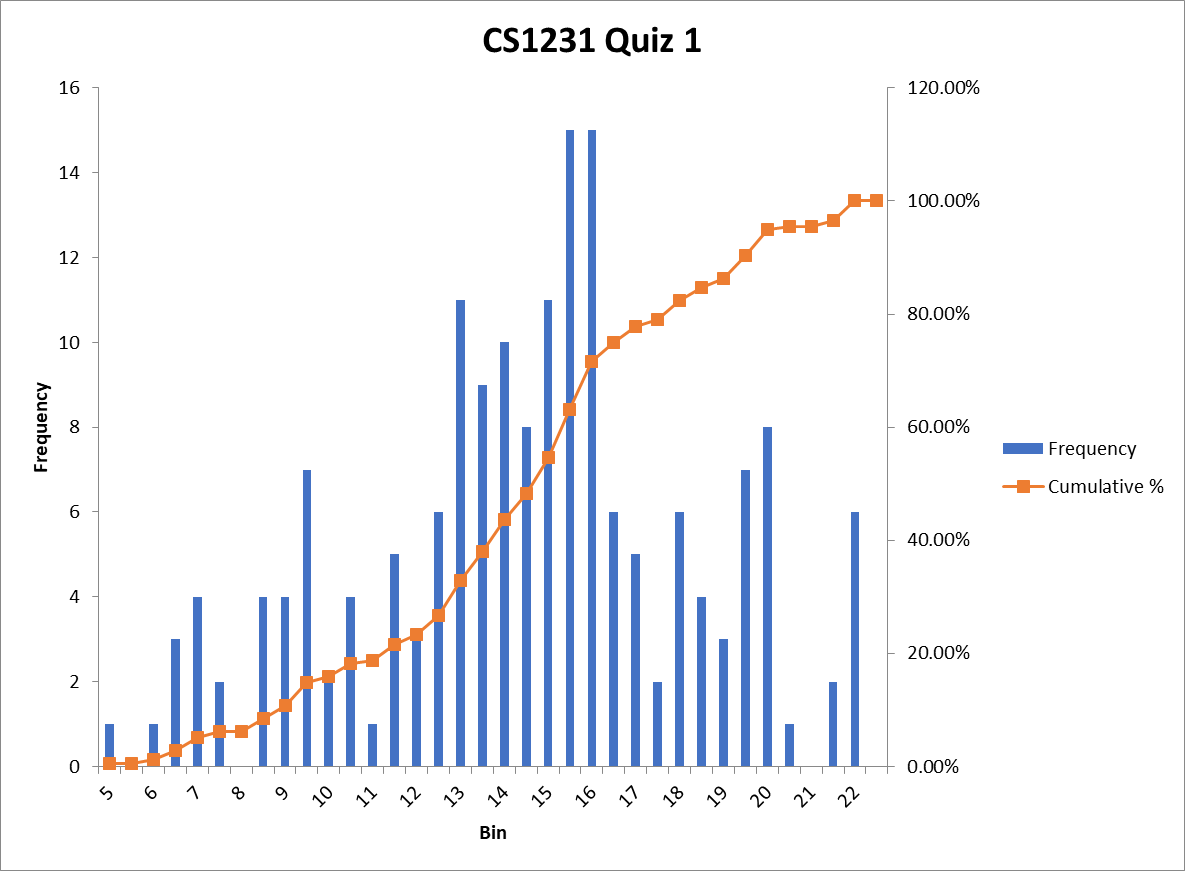 CS1231 Quiz 1
16
14
12
10
8
6
4
2
0
Frequency
120.00%
100.00%
80.00%
60.00%
40.00%
20.00%
0.00%
5 6 7 8 9 10 11 12 13 14 15 16 17 18 19 20 21 22
Bin
Frequency
Cumulative %